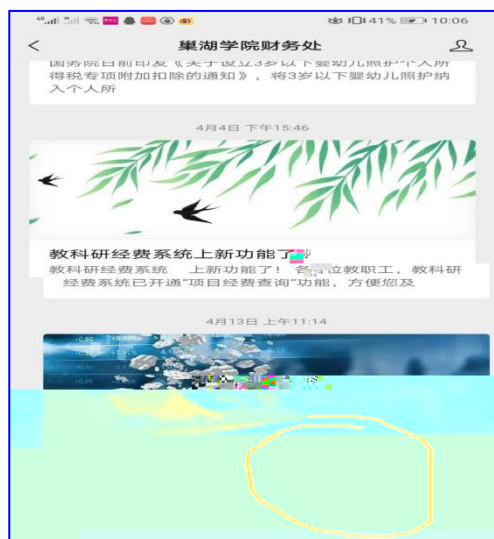 41% 10:06
巢湖学院财务处
国务院日前印发《关于设立3岁以下婴幼儿照护个人所
得税专项附加扣除的通知》，将3岁以下婴儿照护纳
入个人所
4月4日 下午15:46
教科研经费系统上新功能了
教科研经费系统 上新功能了! 各位教职工，教科研
经费系统已开通"项目经费查询"功能，方便您及
4月13日 上午11:14